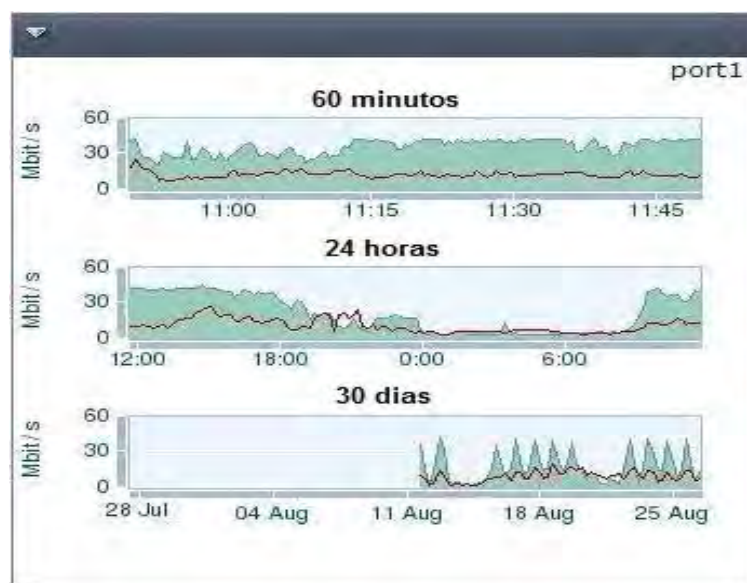 port1
60 minutos
Mbit/s
60
30
0
11:00 11:15 11:30 11:45
24 horas
Mbit/s
60
30
0
12:00 18:00 0:00 6:00
30 dias
Mbit/s
60
30
0
28 Jul 04 Aug 11 Aug 18 Aug 25 Aug